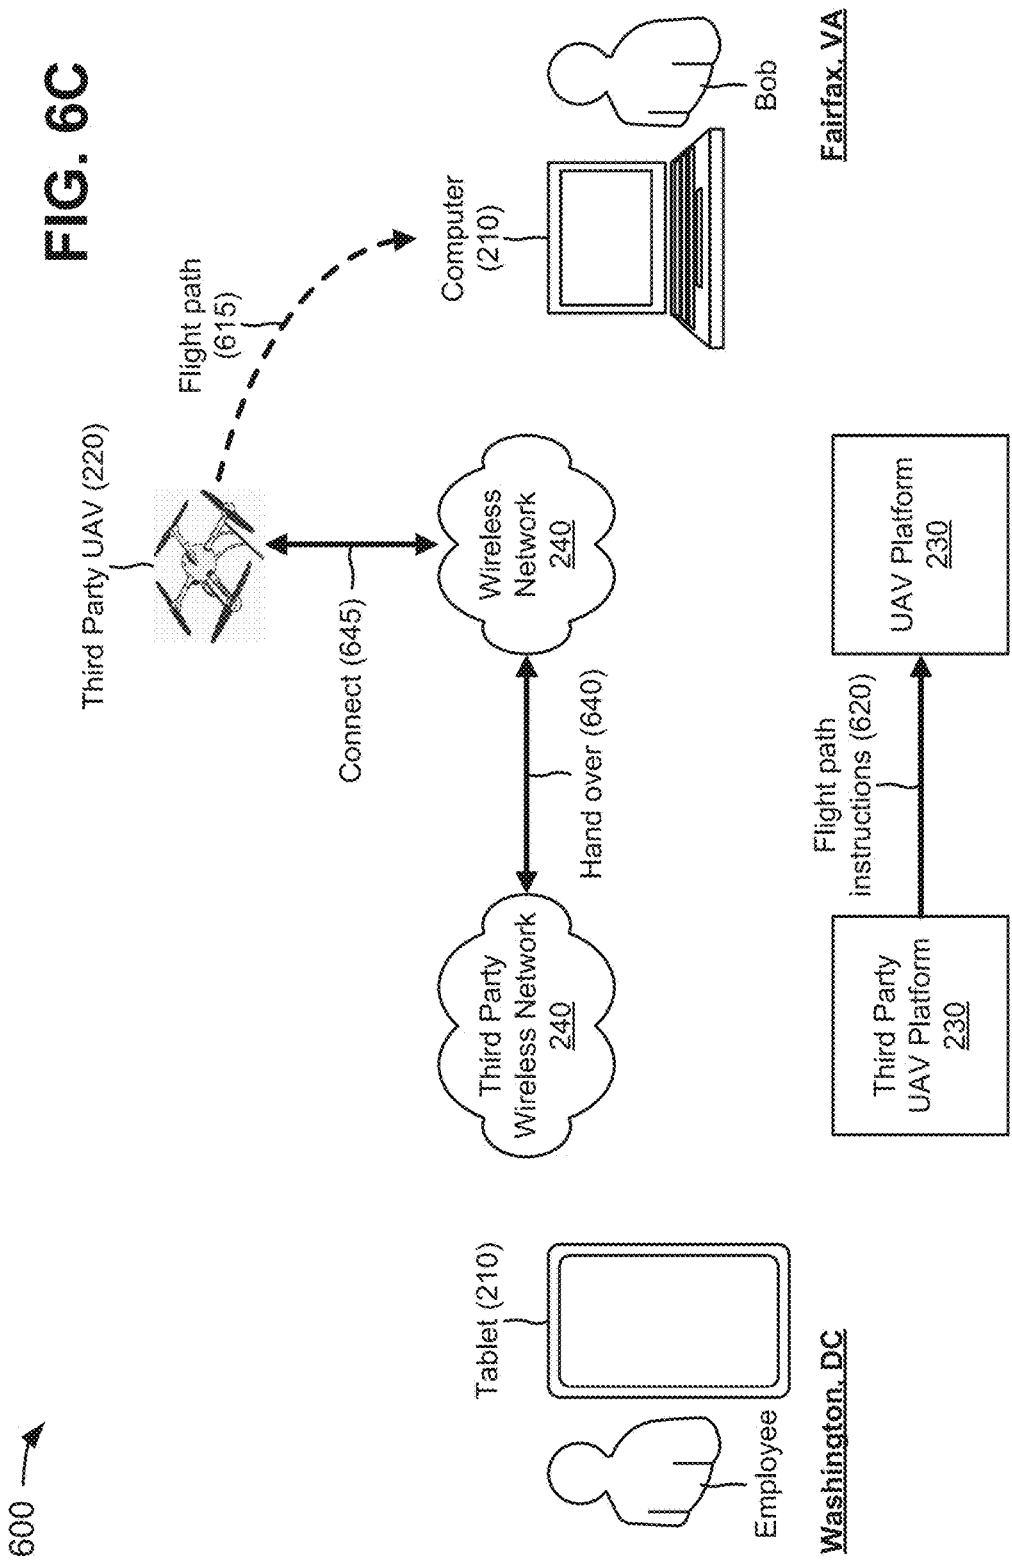 600
FIG. 6C
Third Party UAV (220)
Flight path
(615)
Connect (645)
Tablet (210)
Computer
(210)
Third Party
Wireless Network
240
Wireless
Network
240
Hand over (640)
Employee
Bob
Washington, DC
Fairfax, VA
Third Party
UAV Platform
230
Flight path
instructions (620)
UAV Platform
230